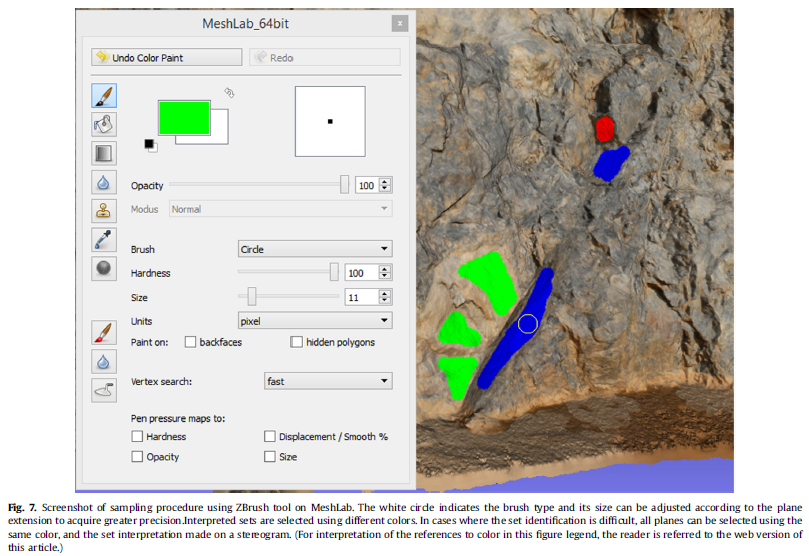 MeshLab_64bit
x
Undo Color Paint
Redo
Opacity 100
Modus Normal
Brush Circle
Hardness 100
Size 11
Units pixel
Paint on: backfaces hidden polygons
Vertex search: fast
Pen pressure maps to:
Hardness Displacement / Smooth %
Opacity Size
Fig. 7. Screenshot of sampling procedure using ZBrush tool on MeshLab. The white circle indicates the brush type and its size can be adjusted according to the plane
extension to acquire greater precision.Interpreted sets are selected using different colors. In cases where the set identification is difficult, all planes can be selected using the
same color, and the set interpretation made on a stereogram. (For interpretation of the references to color in this figure legend, the reader is referred to the web version of
this article.)